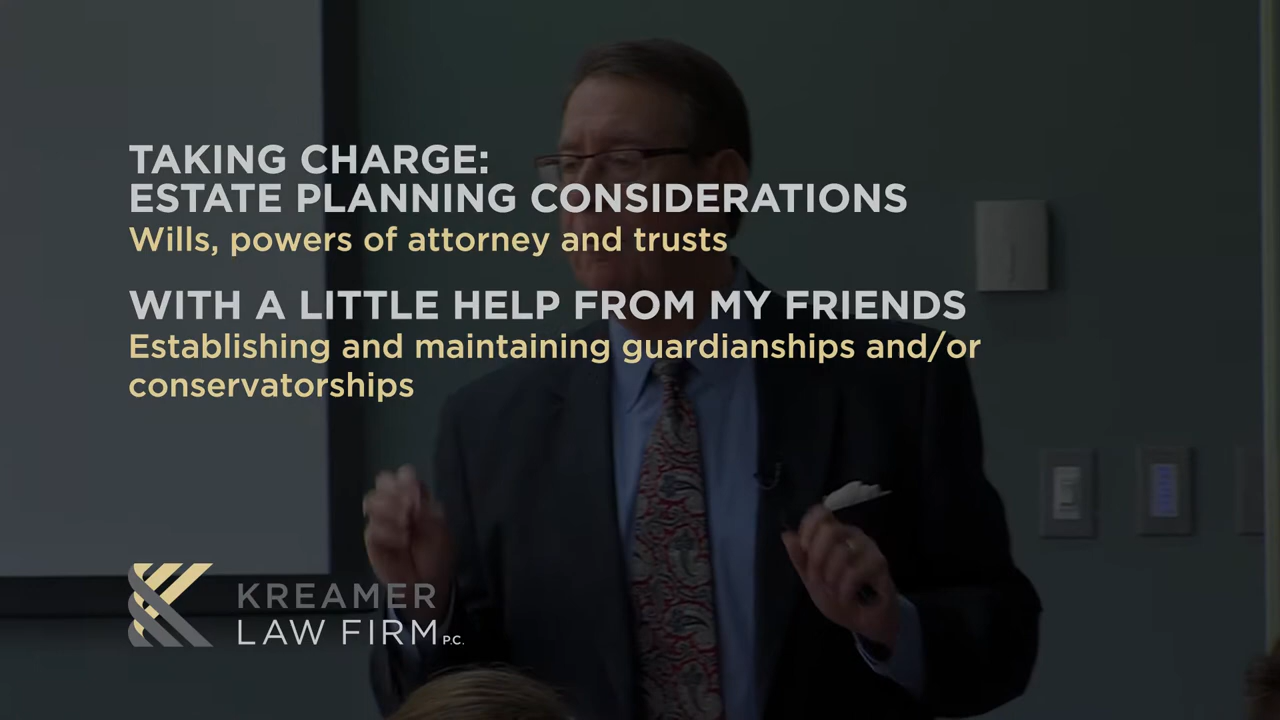 TAKING CHARGE:
ESTATE PLANNING CONSIDERATIONS
Wills, powers of attorney and trusts
WITH A LITTLE HELP FROM MY FRIENDS
Establishing and maintaining guardianships and/or
conservatorships
KREAMER
LAW FIRM P.C.